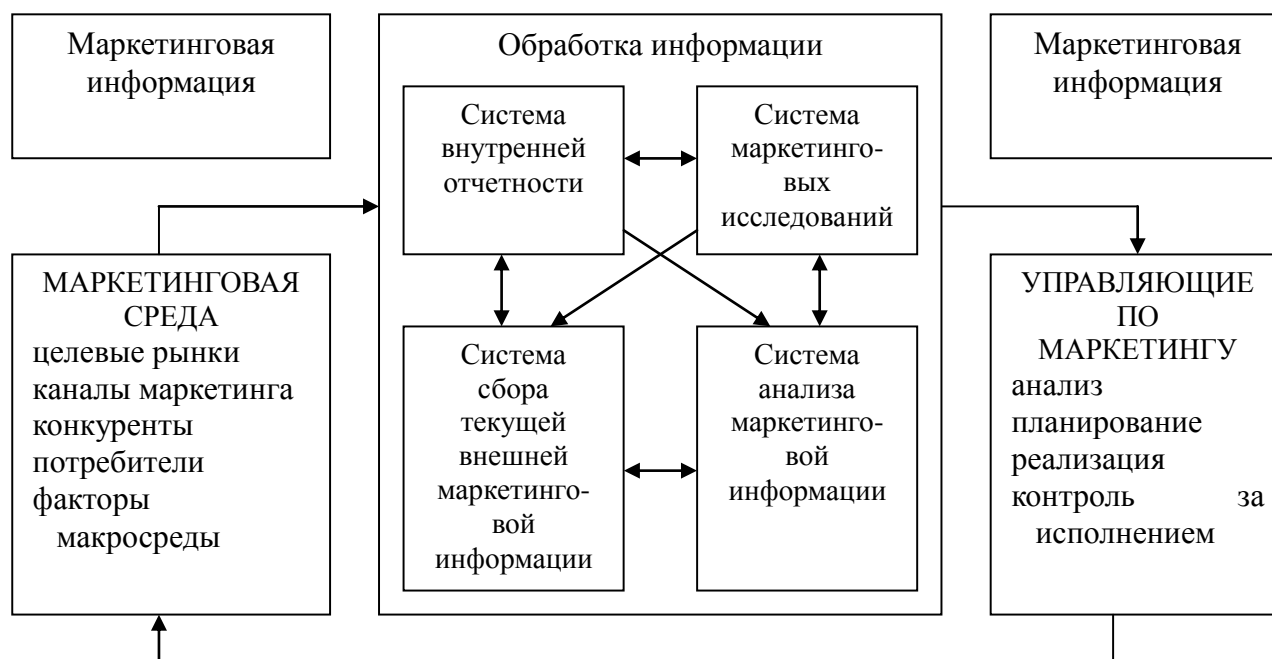 Маркетинговая
информация
Обработка информации
Система
внутренней
отчетности
Система
маркетинго-
вых
исследований
Маркетинговая
информация
МАРКЕТИНГОВАЯ
СРЕДА
целевые рынки
каналы маркетинга
конкуренты
потребители
факторы
макросреды
Система
сбора
текущей
внешней
маркетинго-
вой
информации
Система
анализа
маркетинго-
вой
информации
УПРАВЛЯЮЩИЕ
ПО
МАРКЕТИНГУ
анализ
планирование
реализация
контроль за
исполнением